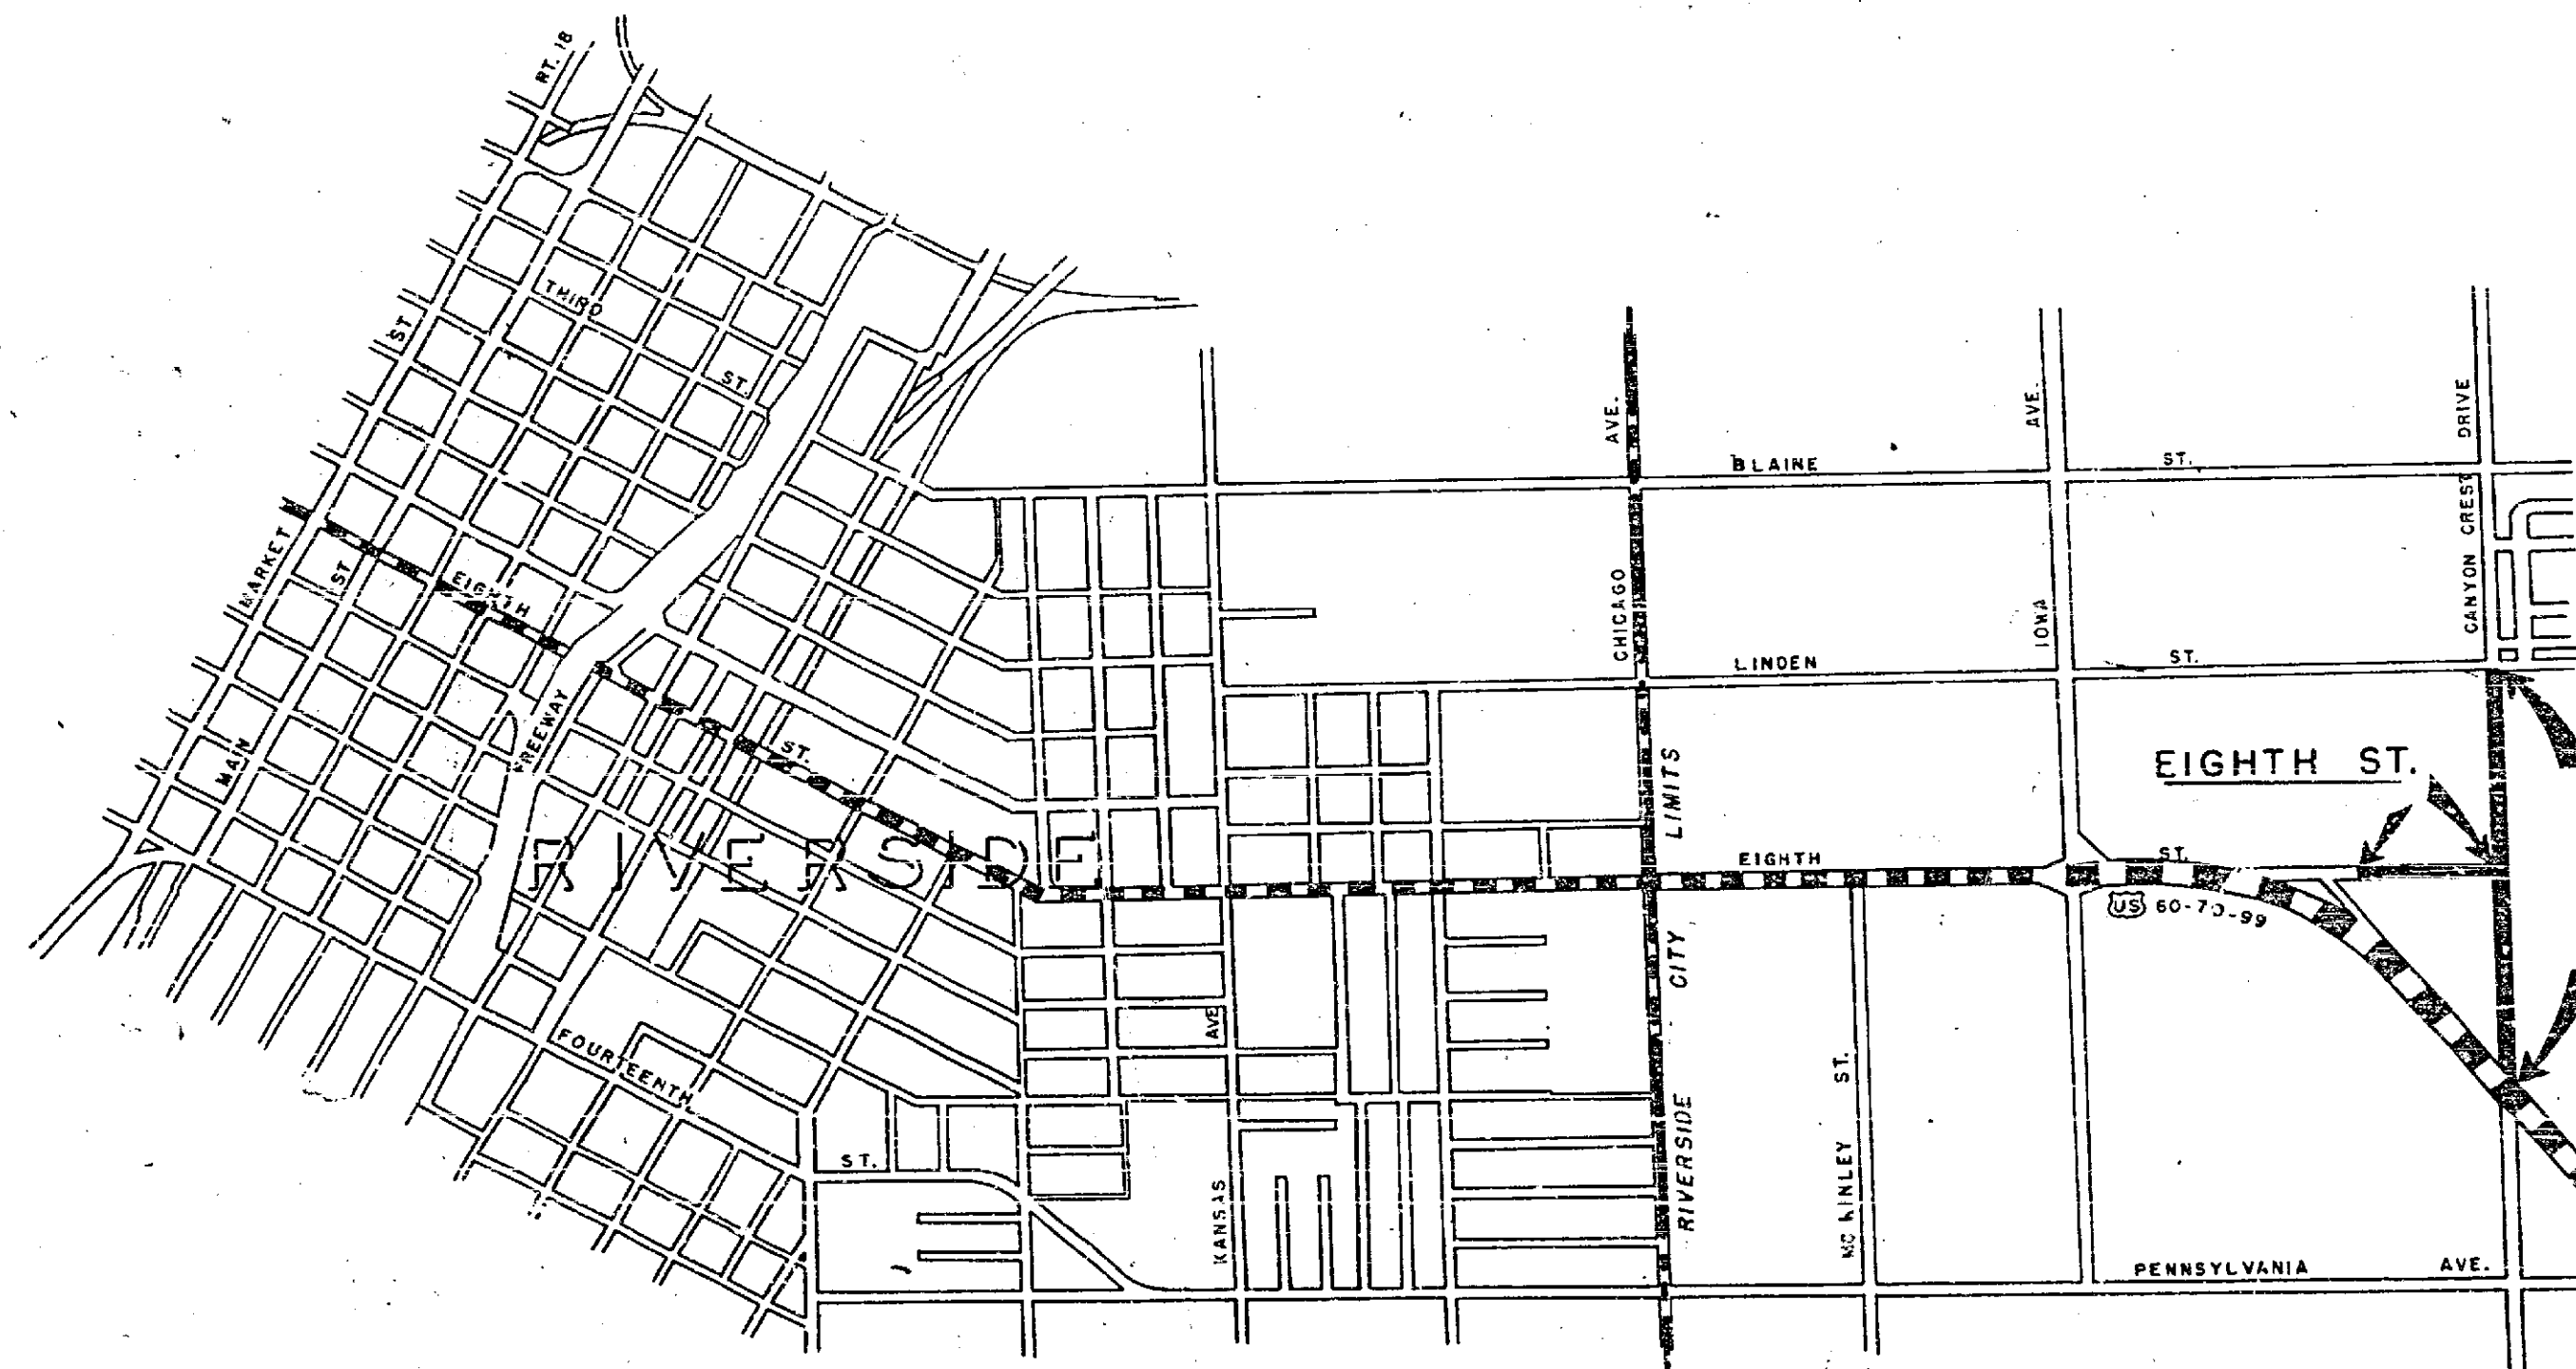 RT. 18
THIRD
ST.
ST.
MARKET
ST.
EIGHTH
ST.
FREEWAY
MAIN
RIVERSIDE
FOURTEENTH
ST.
AVE.
KANSAS
AVE.
CHICAGO
BLAINE ST.
LINDEN ST.
AVE.
IOWA
DRIVE
CANYON CREST
EIGHTH ST.
EIGHTH ST.
US 60-70-99
RIVERSIDE CITY LIMITS
MC KINLEY ST.
PENNSYLVANIA AVE.